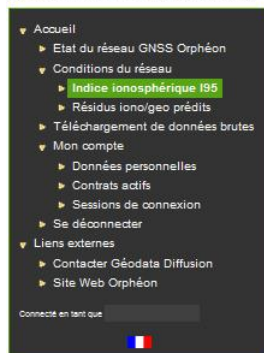 Accueil
Etat du réseau GNSS Orphéon
Conditions du réseau
Indice ionosphérique I95
Résidus iono/geo prédits
Téléchargement de données brutes
Mon compte
Données personnelles
Contrats actifs
Sessions de connexion
Se déconnecter
Liens externes
Contacter Géodata Diffusion
Site Web Orphéon
Connecté en tant que